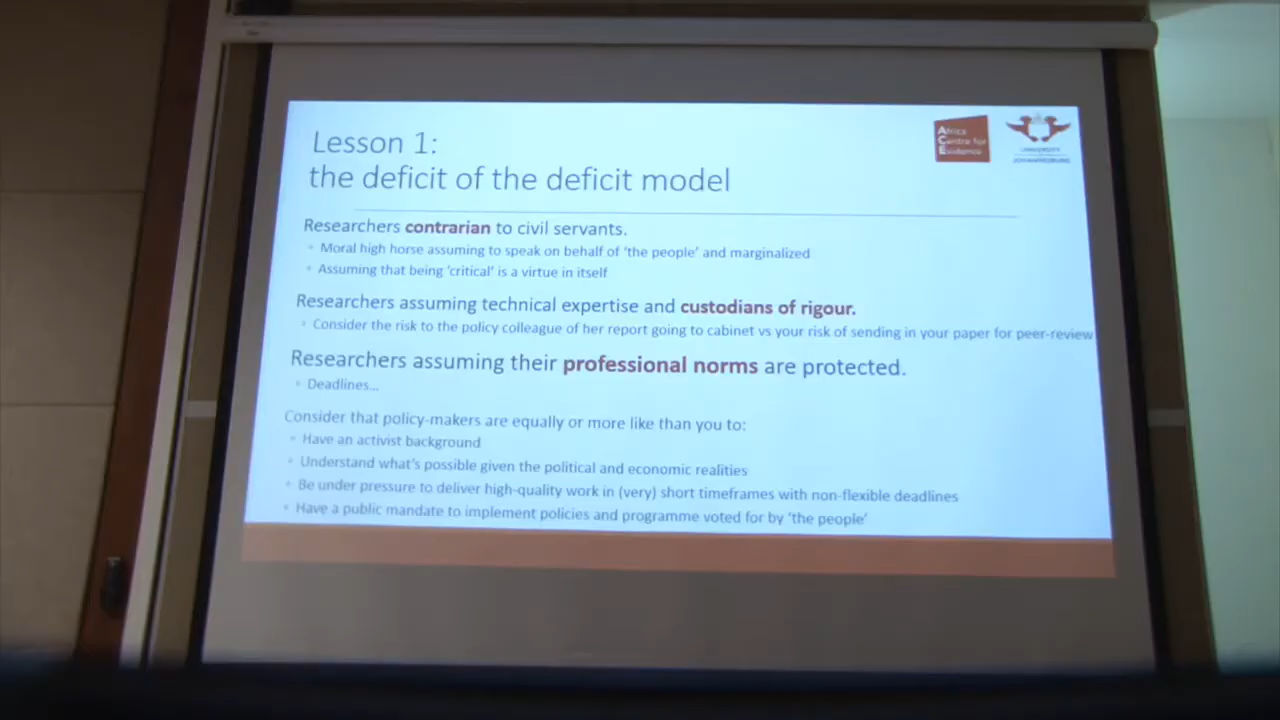 Lesson 1:
the deficit of the deficit model
Africa
Centre for
Evidence
UNIVERSITY
JOHANNESBURG
Researchers contrarian to civil servants.
Moral high horse assuming to speak on behalf of ‘the people’ and marginalized
Assuming that being ‘critical’ is a virtue in itself
Researchers assuming technical expertise and custodians of rigour.
Consider the risk to the policy colleague of her report going to cabinet vs your risk of sending in your paper for peer-review
Researchers assuming their professional norms are protected.
Deadlines…
Consider that policy-makers are equally or more like than you to:
Have an activist background
Understand what’s possible given the political and economic realities
Be under pressure to deliver high-quality work in (very) short timeframes with non-flexible deadlines
Have a public mandate to implement policies and programme voted for by ‘the people’